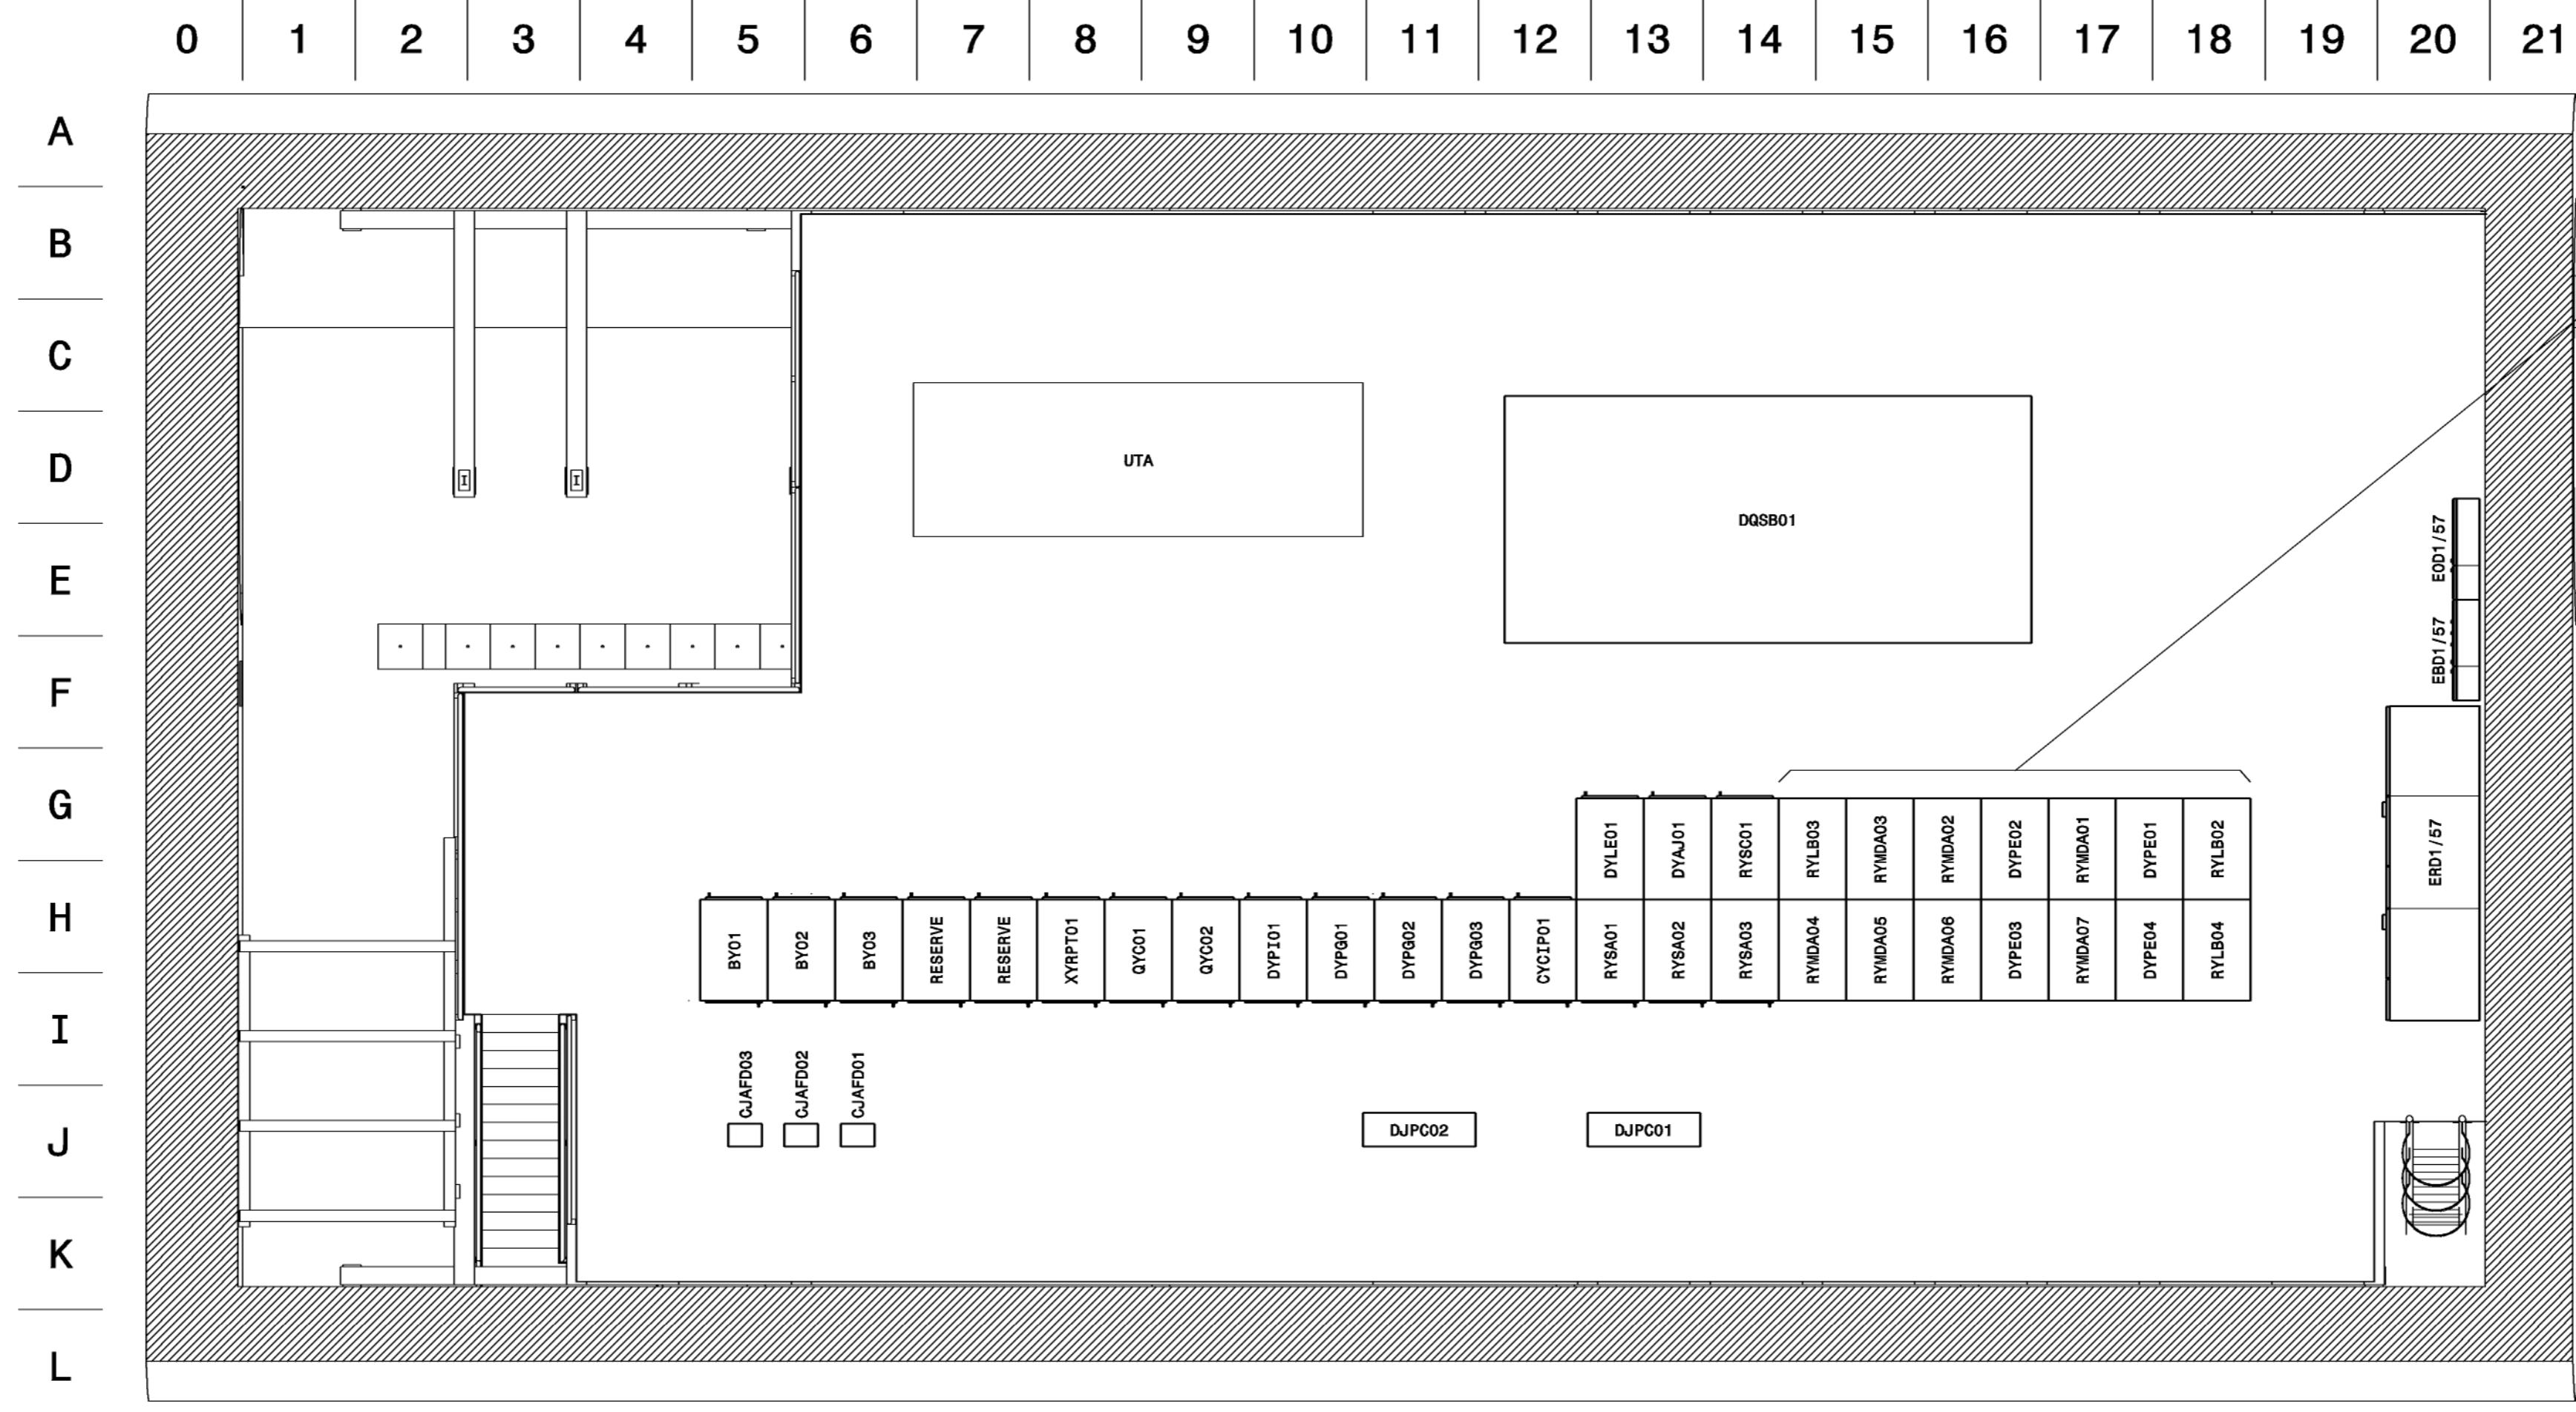 0 1 2 3 4 5 6 7 8 9 10 11 12 13 14 15 16 17 18 19 20 21
A
B
C
D
E
F
G
H
I
J
K
L
UTA
DQSB01
I I
EOD1/57
EBD1/57
ERD1/57
DYLE01 DYAJ01 RYSC01 RYLB03 RYMDA03 RYMDA02 DYPE02 RYMDA01 DYPE01 RYLB02
BY01 BY02 BY03 RESERVE RESERVE XYRPT01 QYC01 QYC02 DYPI01 DYPG01 DYPG02 DYPG03 CYCIP01 RYSA01 RYSA02 RYSA03 RYMDA04 RYMDA05 RYMDA06 DYPE03 RYMDA07 DYPE04 RYLB04
CJAFD03 CJAFD02 CJAFD01
DJPC02 DJPC01